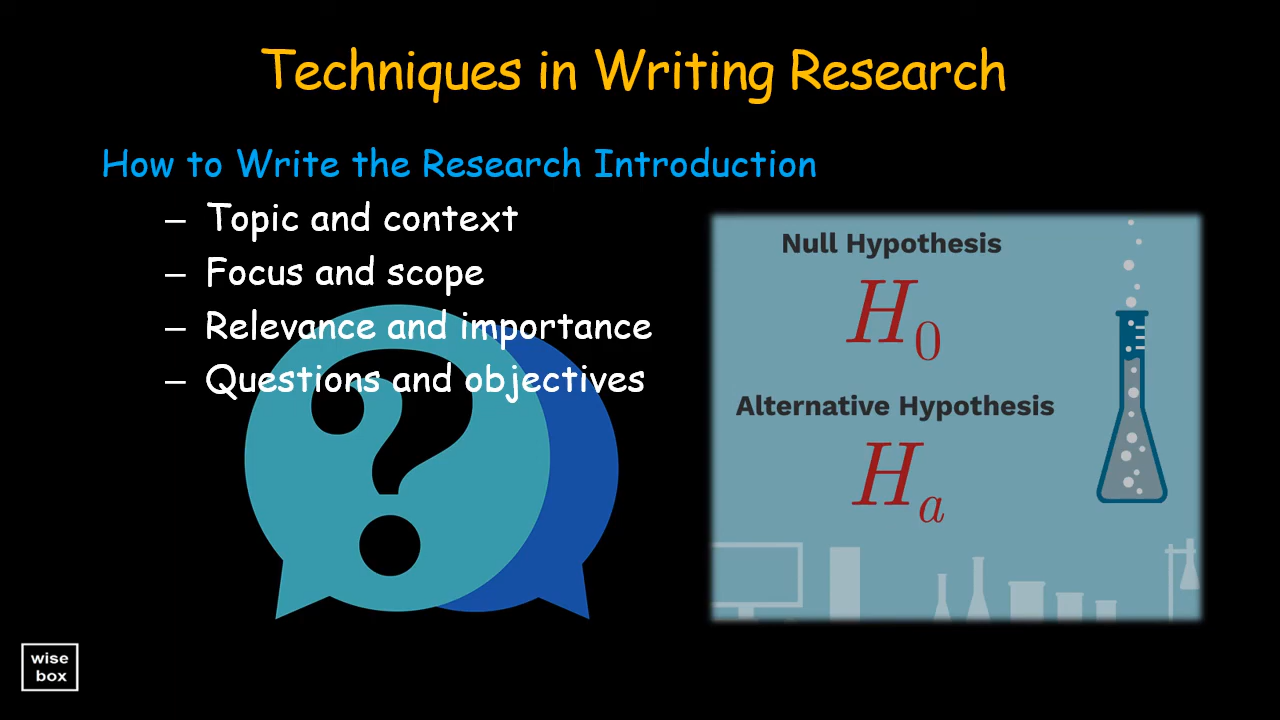 Techniques in Writing Research
How to Write the Research Introduction
– Topic and context
– Focus and scope
– Relevance and importance
– Questions and objectives
Null Hypothesis
H₀
Alternative Hypothesis
Hₐ
wise
box